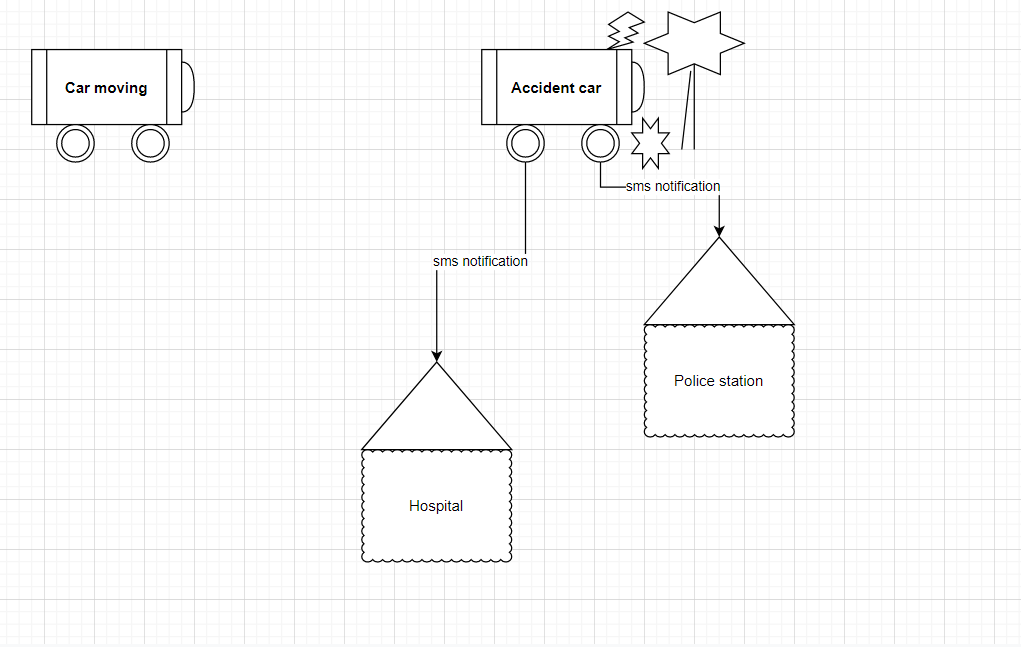 Car moving
Accident car
sms notification
sms notification
Police station
Hospital